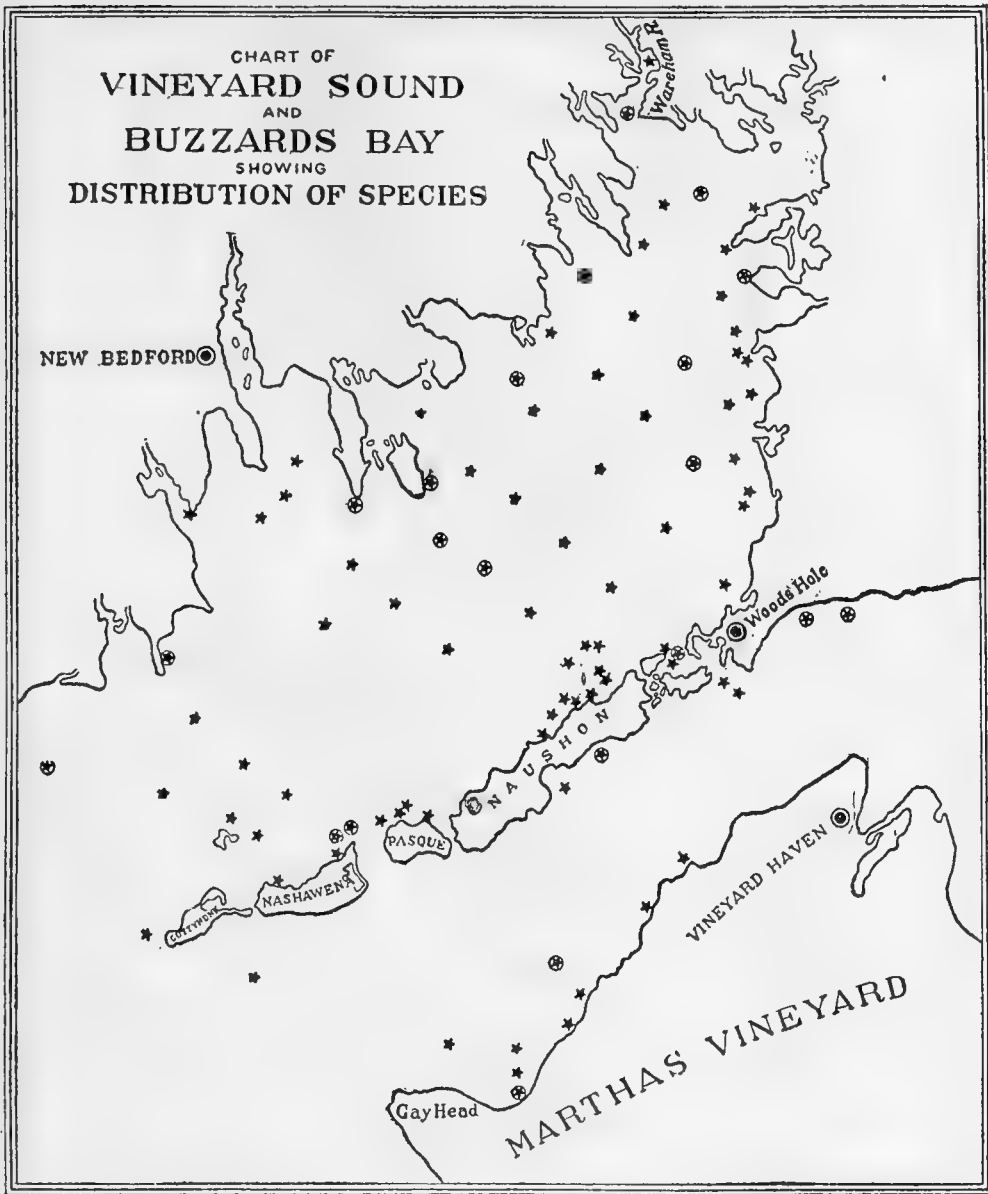 CHART OF
VINEYARD SOUND
AND
BUZZARDS BAY
SHOWING
DISTRIBUTION OF SPECIES
Wareham R.
NEW BEDFORD
Woods Hole
NAUSHON
PASQUE
NASHAWENA
CUTTYHUNK
VINEYARD HAVEN
MARTHAS VINEYARD
Gay Head